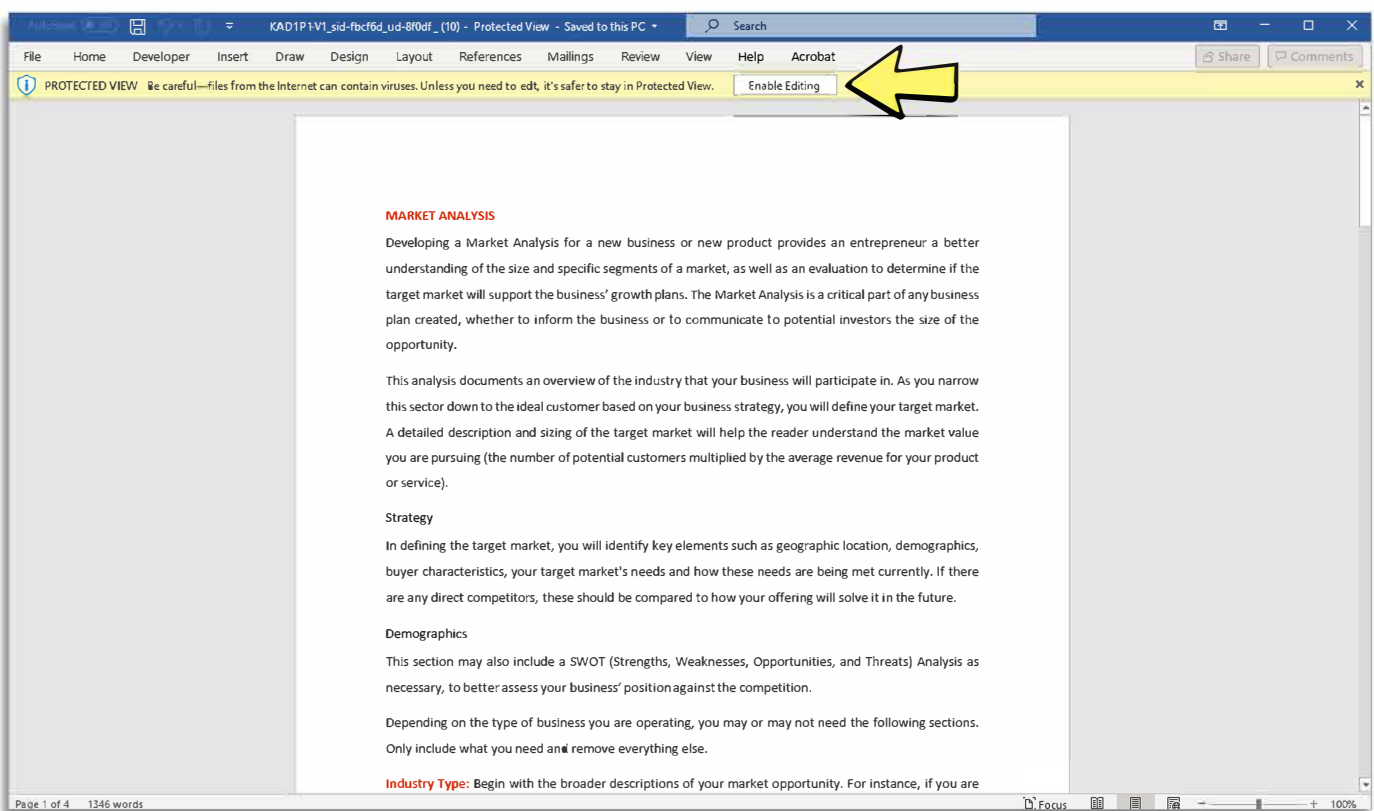 AutoSave
KAD1P1-V1_sid-fbcf6d_ud-8f0df_ (10) - Protected View - Saved to this PC
Search
File Home Developer Insert Draw Design Layout References Mailings Review View Help Acrobat Share Comments
PROTECTED VIEW Be careful—files from the Internet can contain viruses. Unless you need to edt, it's safer to stay in Protected View. Enable Editing
MARKET ANALYSIS
Developing a Market Analysis for a new business or new product provides an entrepreneur a better
understanding of the size and specific segments of a market, as well as an evaluation to determine if the
target market will support the business' growth plans. The Market Analysis is a critical part of any business
plan created, whether to inform the business or to communicate to potential investors the size of the
opportunity.
This analysis documents an overview of the industry that your business will participate in. As you narrow
this sector down to the ideal customer based on your business strategy, you will define your target market.
A detailed description and sizing of the target market will help the reader understand the market value
you are pursuing (the number of potential customers multiplied by the average revenue for your product
or service).
Strategy
In defining the target market, you will identify key elements such as geographic location, demographics,
buyer characteristics, your target market's needs and how these needs are being met currently. If there
are any direct competitors, these should be compared to how your offering will solve it in the future.
Demographics
This section may also include a SWOT (Strengths, Weaknesses, Opportunities, and Threats) Analysis as
necessary, to better assess your business' position against the competition.
Depending on the type of business you are operating, you may or may not need the following sections.
Only include what you need and remove everything else.
Industry Type: Begin with the broader descriptions of your market opportunity. For instance, if you are
Page 1 of 4 1346 words Focus 100%